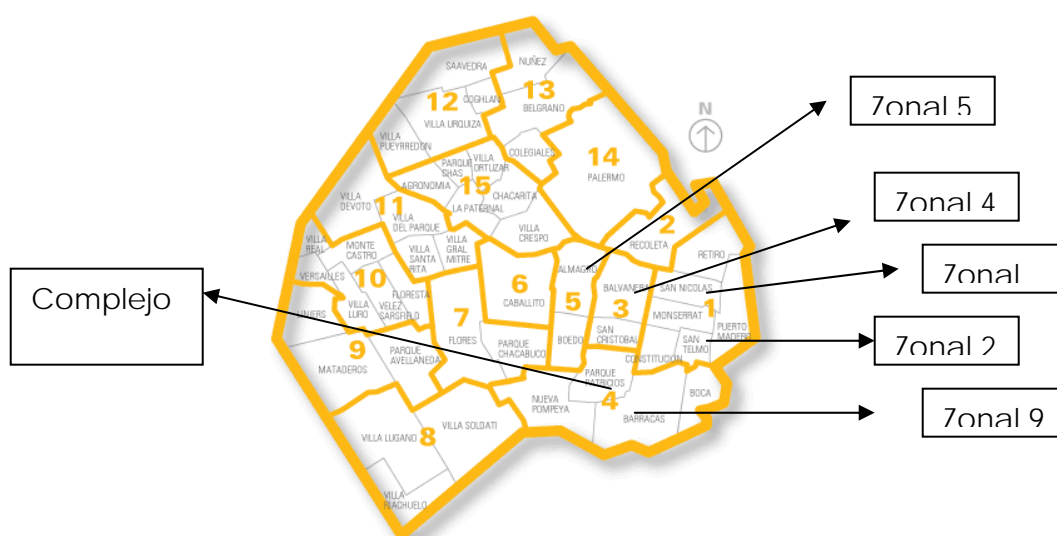 SAAVEDRA
NUÑEZ
13
12
COGHLAN
BELGRANO
VILLA URQUIZA
VILLA
PUEYRREDON
Zonal 5
N
COLEGIALES
14
PALERMO
PARQUE
CHAS
VILLA
ORTUZAR
AGRONOMIA
15
CHACARITA
LA PATERNAL
VILLA
DEVOTO
11
VILLA
DEL PARQUE
VILLA
CRESPO
2
RECOLETA
Zonal 4
RETIRO
VILLA
REAL
MONTE
CASTRO
VILLA
SANTA
RITA
VILLA
GRAL
MITRE
VERSALLES
10
FLORESTA
VILLA
LURO
VELEZ
SARSFIELD
LINIERS
6
CABALLITO
ALMAGRO
5
BALVANERA
3
SAN NICOLAS
Zonal
MONSERRAT
1
PUERTO
MADERO
Complejo
7
FLORES
PARQUE
CHACABUCO
BOEDO
SAN
CRISTOBAL
CONSTITUCION
SAN
TELMO
Zonal 2
9
MATADEROS
PARQUE
AVELLANEDA
PARQUE
PATRICIOS
4
NUEVA
POMPEYA
BARRACAS
BOCA
Zonal 9
VILLA LUGANO
8
VILLA SOLDATI
VILLA
RIACHUELO